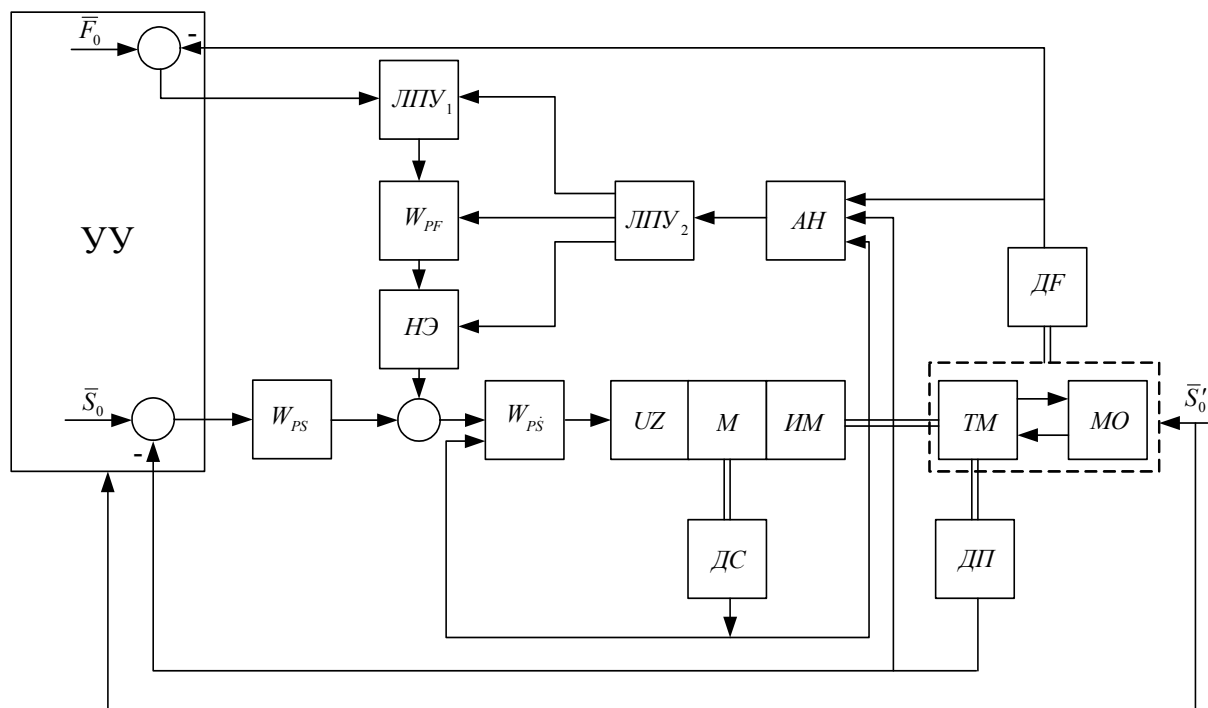 F̅₀
-
ЛПУ₁
W_PF
ЛПУ₂
АН
УУ
ДF
НЭ
S̅₀
-
W_PS
W_PṠ
UZ
М
ИМ
ТМ
МО
S̅₀′
ДС
ДП